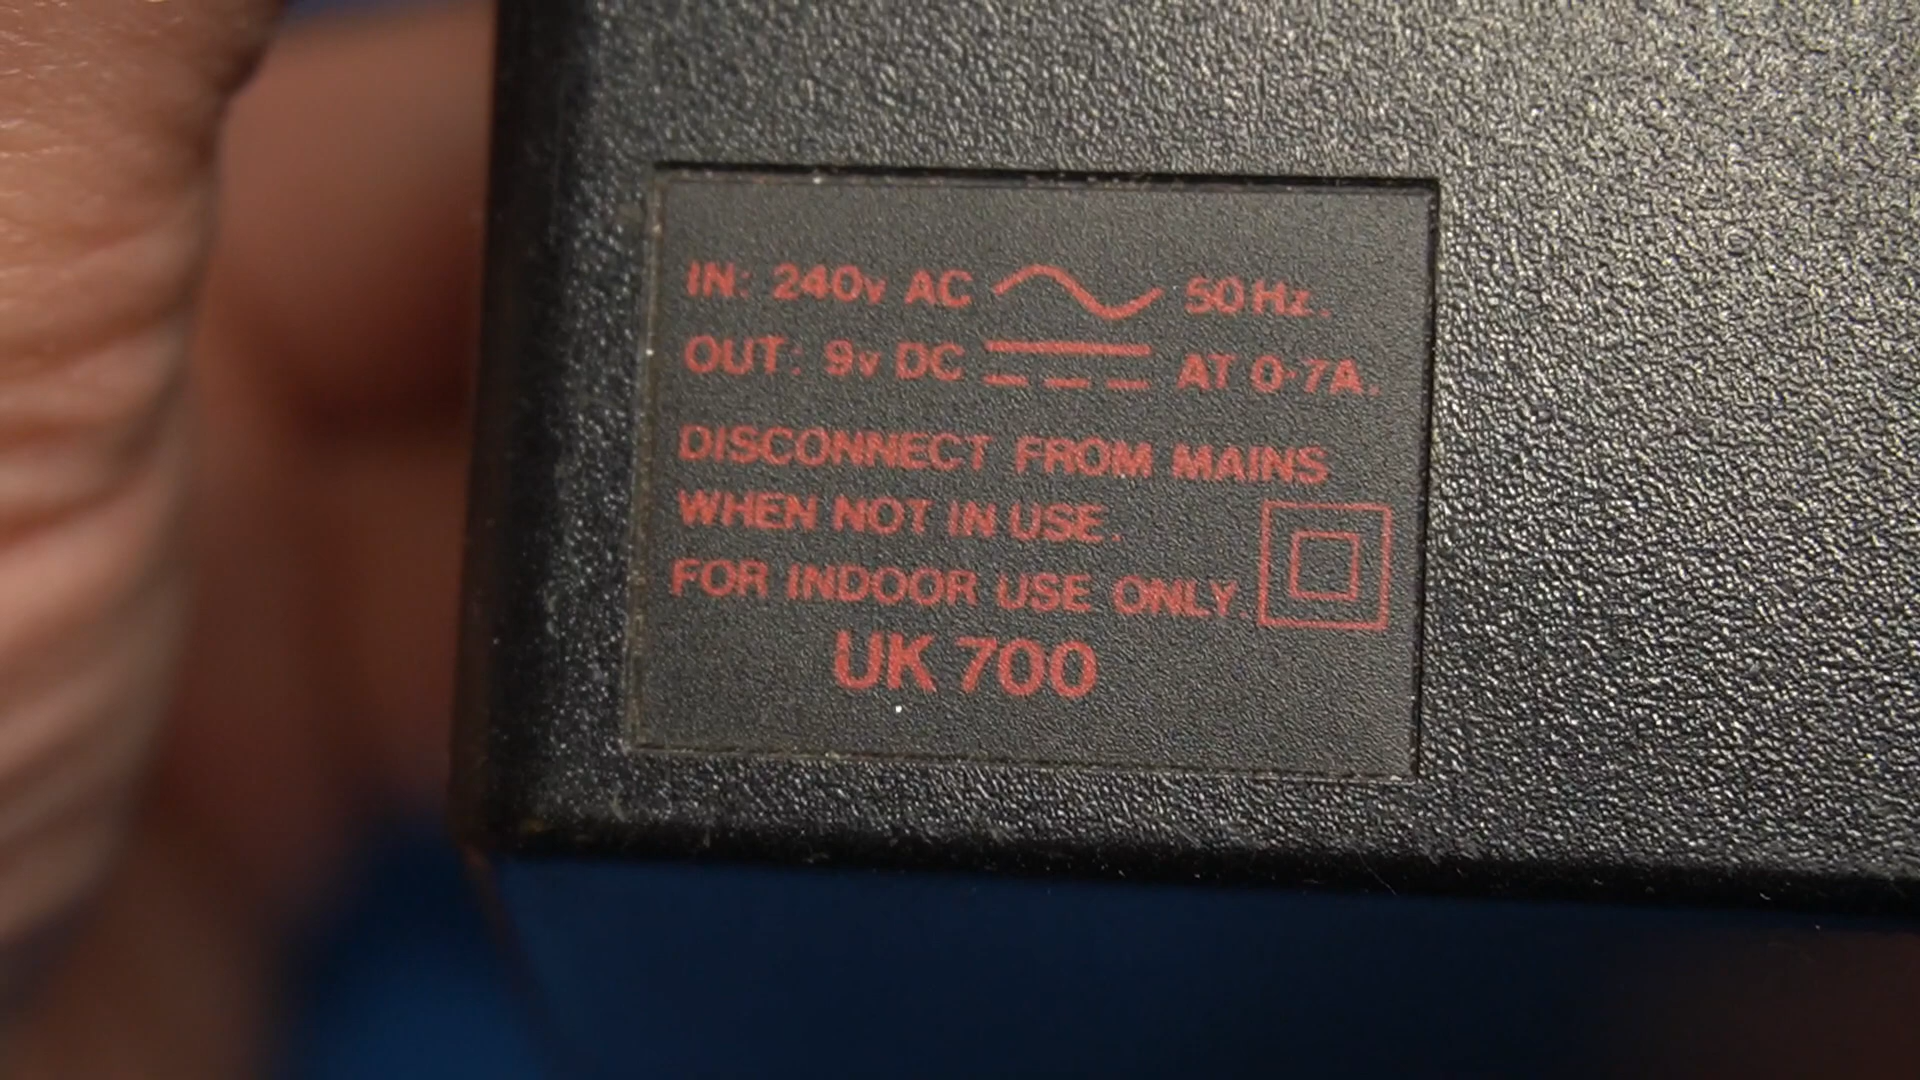 IN: 240v AC 50Hz.
OUT: 9v DC AT 0·7A.
DISCONNECT FROM MAINS
WHEN NOT IN USE.
FOR INDOOR USE ONLY.
UK 700